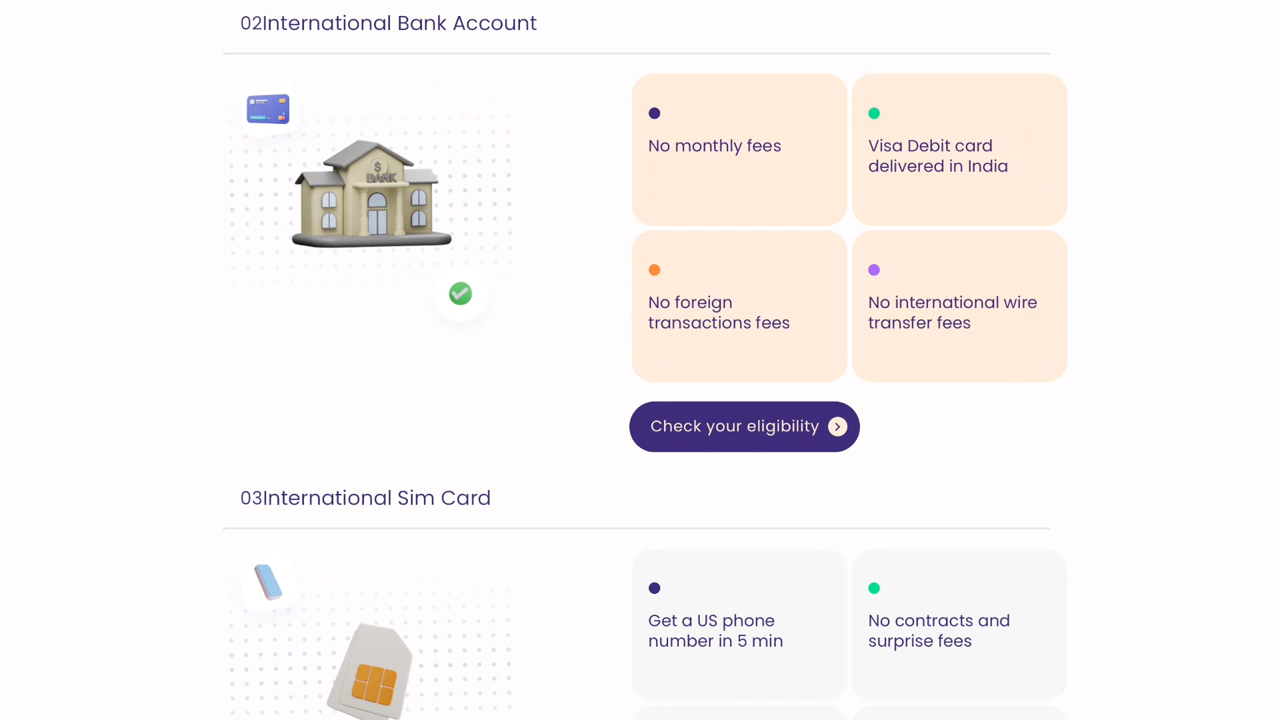 02International Bank Account
$
BANK
No monthly fees
Visa Debit card
delivered in India
No foreign
transactions fees
No international wire
transfer fees
Check your eligibility
03International Sim Card
Get a US phone
number in 5 min
No contracts and
surprise fees